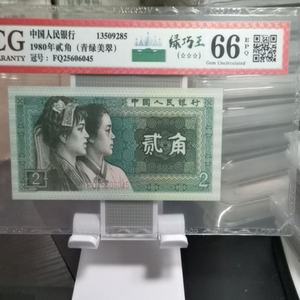 CG
WARRANTY
中国人民银行 13509285
1980年贰角（青绿美翠）
冠号： FQ25606045
绿巧王
(☆☆☆)
66 EPQ
Gem Uncirculated
中国人民银行
贰角
2
2